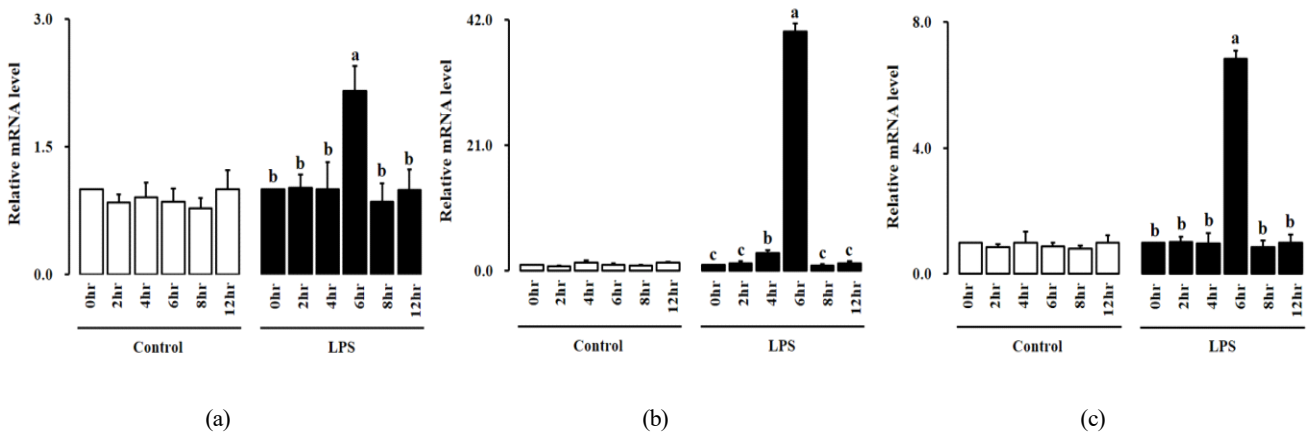 Relative mRNA level
3.0
1.5
0.0
b b b a b b
0hr 2hr 4hr 6hr 8hr 12hr 0hr 2hr 4hr 6hr 8hr 12hr
Control LPS
(a)
Relative mRNA level
42.0
21.0
0.0
c c b a c c
0hr 2hr 4hr 6hr 8hr 12hr 0hr 2hr 4hr 6hr 8hr 12hr
Control LPS
(b)
Relative mRNA level
8.0
4.0
0.0
b b b a b b
0hr 2hr 4hr 6hr 8hr 12hr 0hr 2hr 4hr 6hr 8hr 12hr
Control LPS
(c)